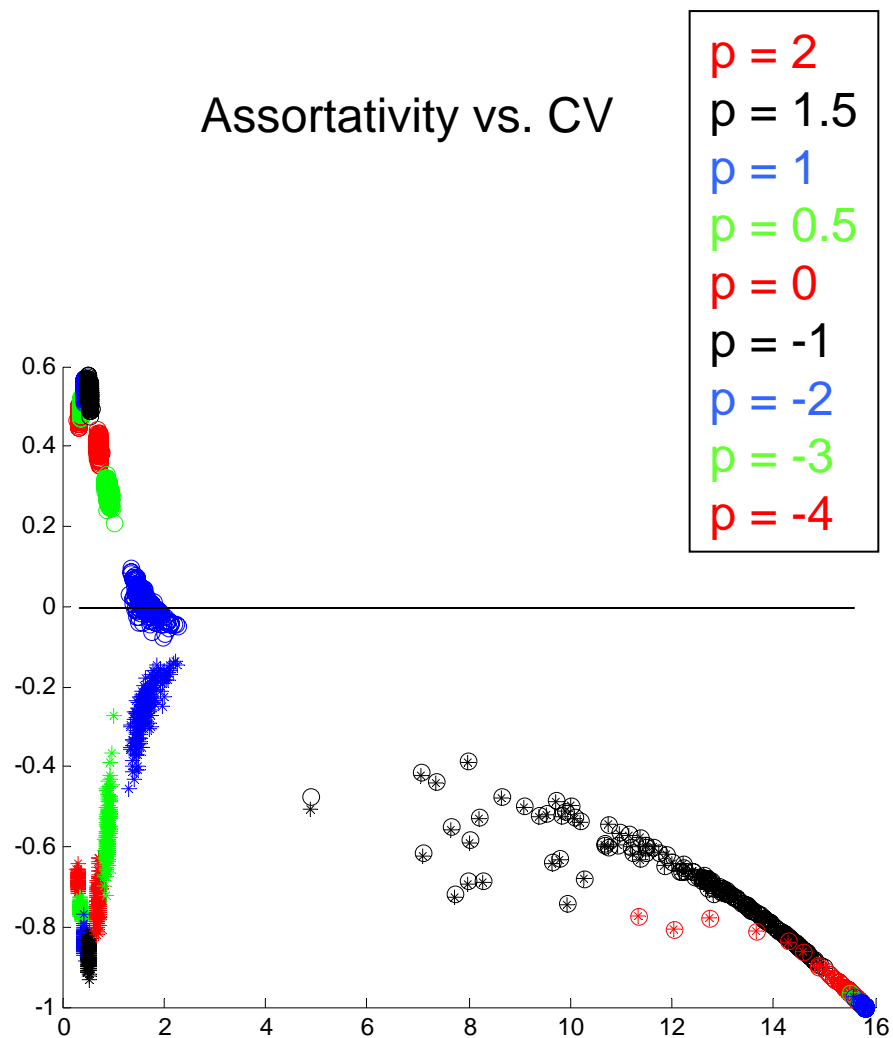 Assortativity vs. CV
p = 2
p = 1.5
p = 1
p = 0.5
p = 0
p = -1
p = -2
p = -3
p = -4
0.6
0.4
0.2
0
-0.2
-0.4
-0.6
-0.8
-1
0 2 4 6 8 10 12 14 16